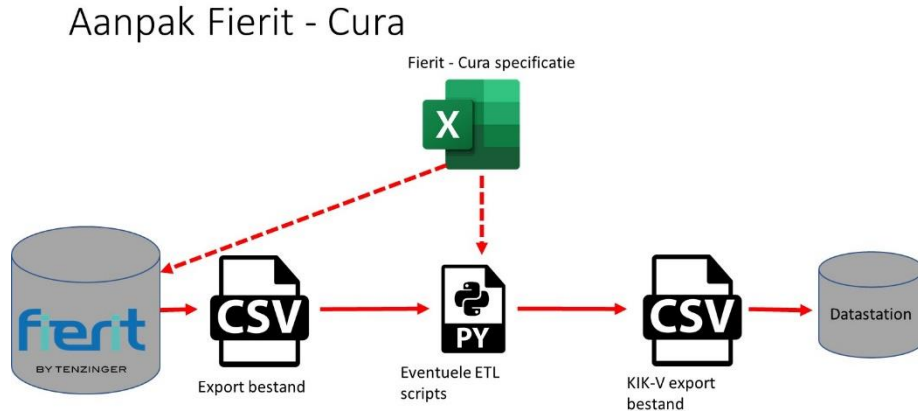 Aanpak Fierit - Cura
Fierit - Cura specificatie
X
fierit
BY TENZINGER
CSV
Export bestand
PY
Eventuele ETL
scripts
CSV
KIK-V export
bestand
Datastation